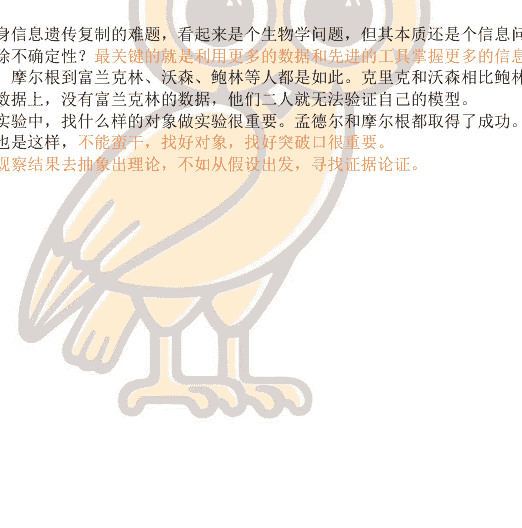 身信息遗传复制的难题，看起来是个生物学问题，但其本质还是个信息问
除不确定性？最关键的就是利用更多的数据和先进的工具掌握更多的信息
，摩尔根到富兰克林、沃森、鲍林等人都是如此。克里克和沃森相比鲍林
数据上，没有富兰克林的数据，他们二人就无法验证自己的模型。
实验中，找什么样的对象做实验很重要。孟德尔和摩尔根都取得了成功。
也是这样，不能蛮干，找好对象，找好突破口很重要。
观察结果去抽象出理论，不如从假设出发，寻找证据论证。